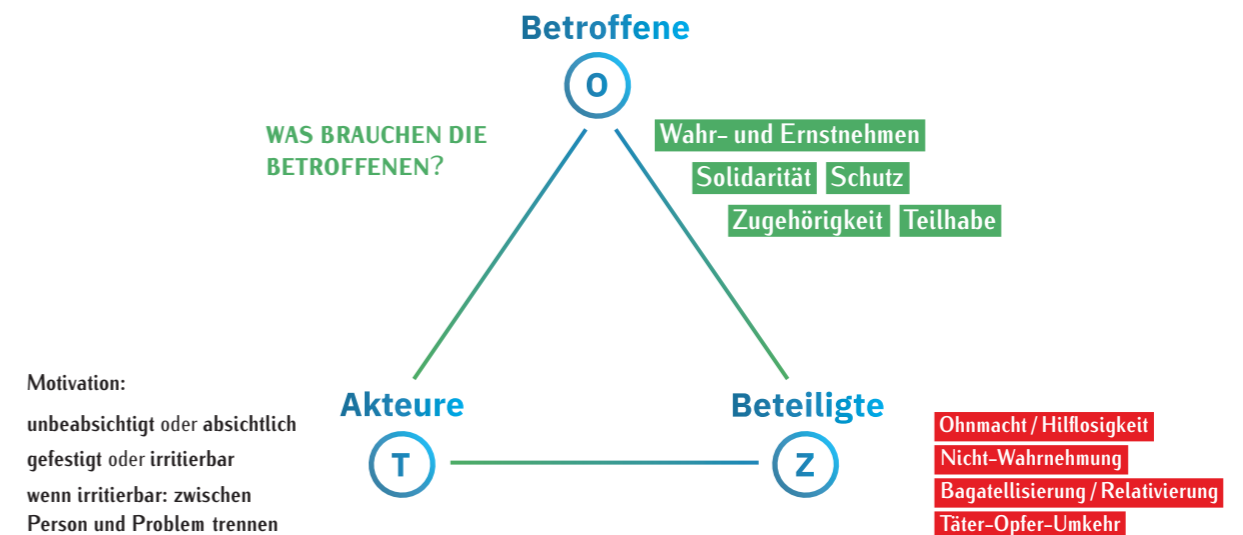 Betroffene
O
WAS BRAUCHEN DIE
BETROFFENEN?
Wahr- und Ernstnehmen
Solidarität Schutz
Zugehörigkeit Teilhabe
Motivation:
unbeabsichtigt oder absichtlich
gefestigt oder irritierbar
wenn irritierbar: zwischen
Person und Problem trennen
Akteure
T
Beteiligte
Z
Ohnmacht / Hilflosigkeit
Nicht-Wahrnehmung
Bagatellisierung / Relativierung
Täter-Opfer-Umkehr